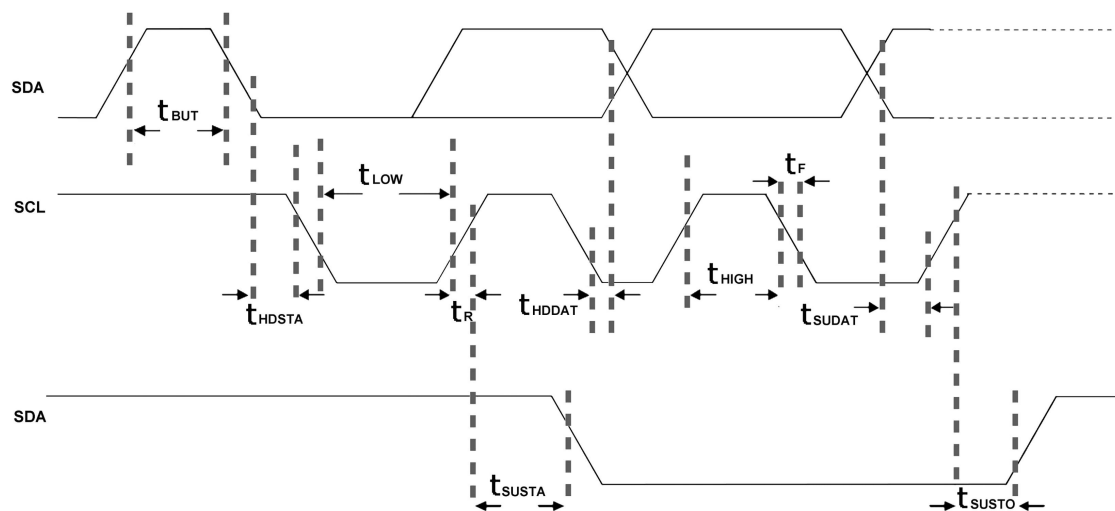 SDA
tBUT
tF
tLOW
SCL
tHIGH
tHDSTA
tR
tHDDAT
tSUDAT
SDA
tSUSTA
tSUSTO